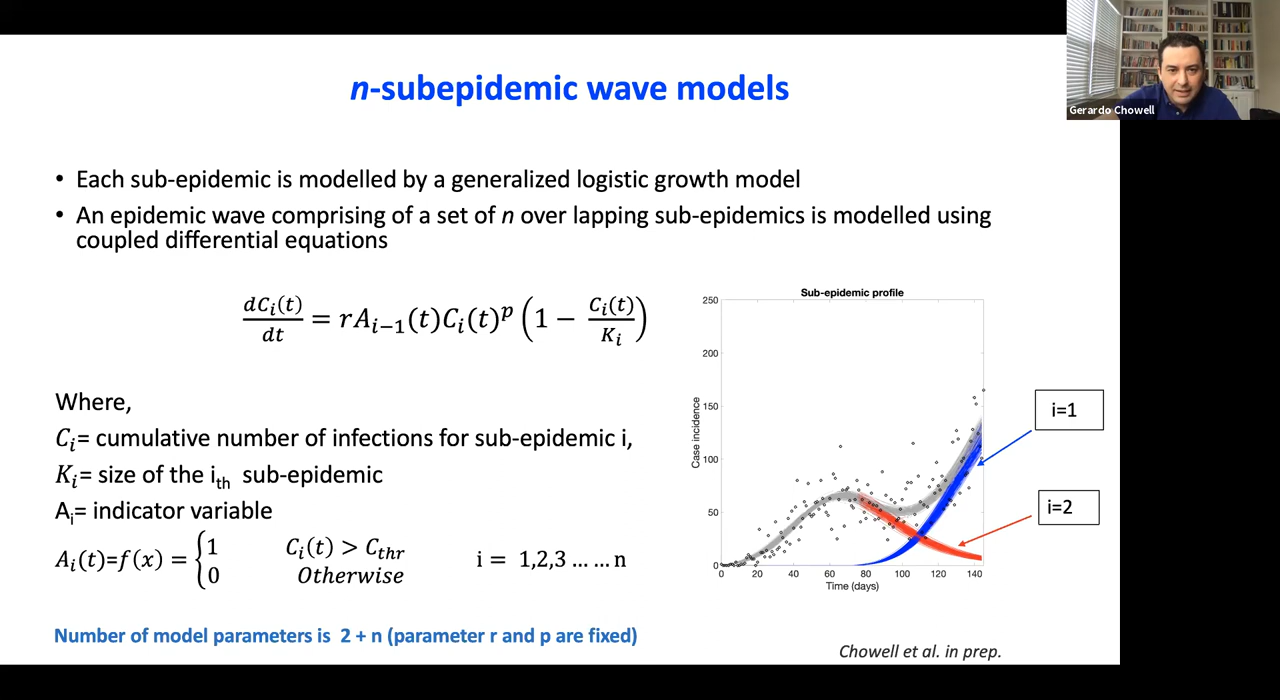 n-subepidemic wave models
Gerardo Chowell
• Each sub-epidemic is modelled by a generalized logistic growth model
• An epidemic wave comprising of a set of n over lapping sub-epidemics is modelled using
coupled differential equations
dC_i(t)/dt = rA_{i−1}(t)C_i(t)^p (1 − C_i(t)/K_i)
Where,
C_i= cumulative number of infections for sub-epidemic i,
K_i= size of the i_th sub-epidemic
A_i= indicator variable
A_i(t)=f(x) = { 1 C_i(t) > C_thr
0 Otherwise
i = 1,2,3 ... ... n
Number of model parameters is 2 + n (parameter r and p are fixed)
Sub-epidemic profile
250
200
150
100
50
0
Case incidence
0 20 40 60 80 100 120 140
Time (days)
i=1
i=2
Chowell et al. in prep.